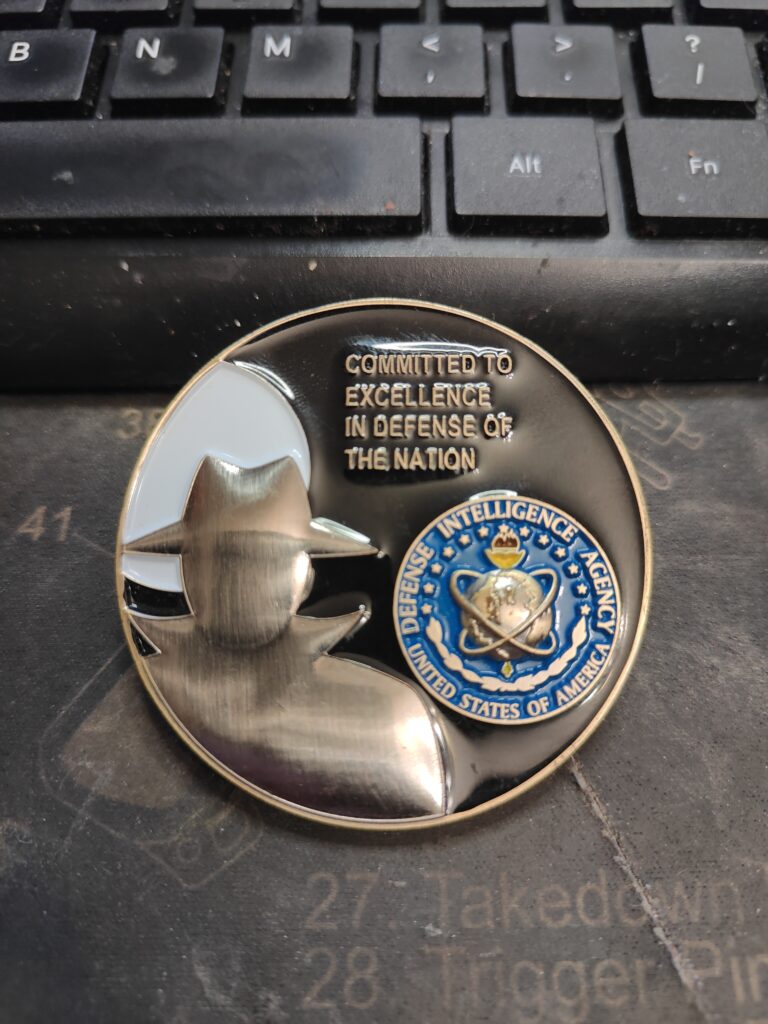 B N M < > ?
, . /
Alt Fn
COMMITTED TO
EXCELLENCE
IN DEFENSE OF
THE NATION
DEFENSE INTELLIGENCE AGENCY
UNITED STATES OF AMERICA
41
27. Takedown
28 Trigger Pin